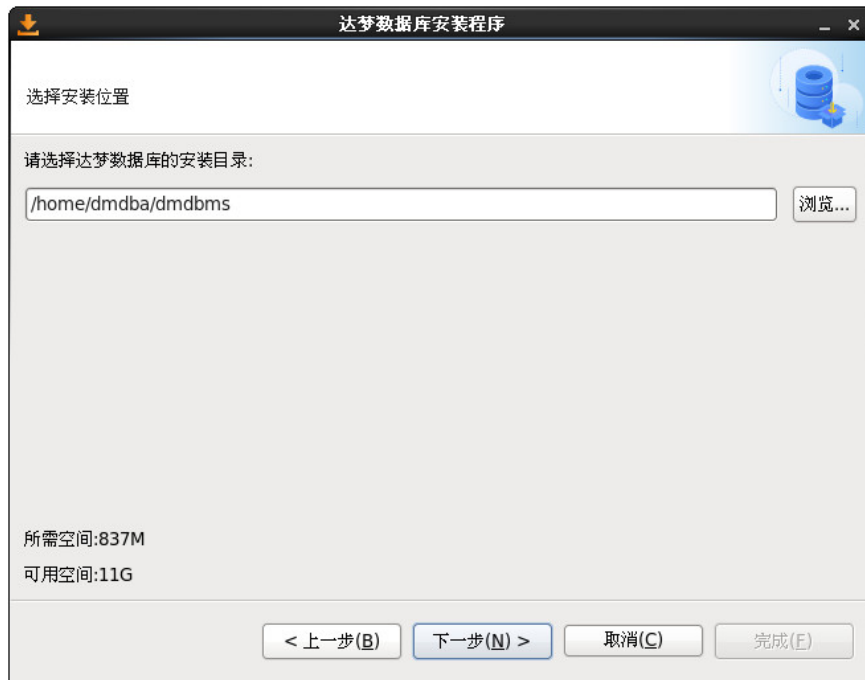 达梦数据库安装程序
选择安装位置
请选择达梦数据库的安装目录:
/home/dmdba/dmdbms
浏览...
所需空间:837M
可用空间:11G
< 上一步(B)
下一步(N) >
取消(C)
完成(F)